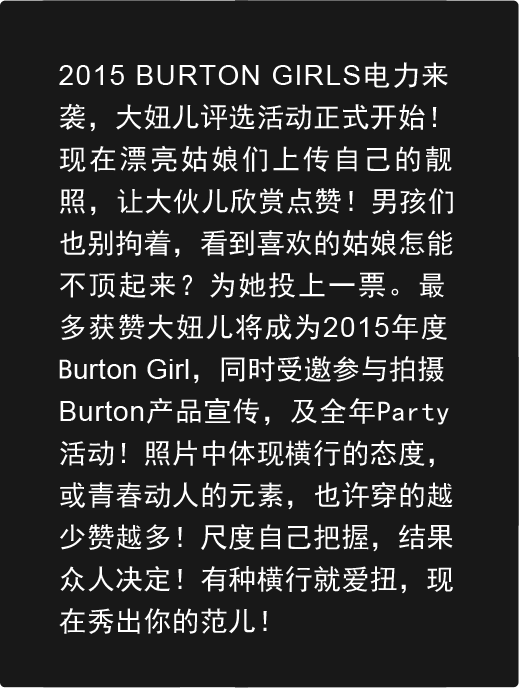 2015 BURTON GIRLS电力来
袭，大妞儿评选活动正式开始！
现在漂亮姑娘们上传自己的靓
照，让大伙儿欣赏点赞！男孩们
也别拘着，看到喜欢的姑娘怎能
不顶起来？为她投上一票。最
多获赞大妞儿将成为2015年度
Burton Girl，同时受邀参与拍摄
Burton产品宣传，及全年Party
活动！照片中体现横行的态度，
或青春动人的元素，也许穿的越
少赞越多！尺度自己把握，结果
众人决定！有种横行就爱扭，现
在秀出你的范儿！